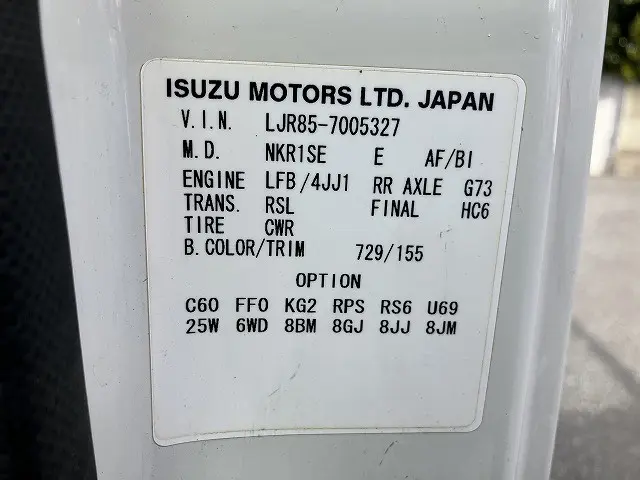 ISUZU MOTORS LTD. JAPAN
V.I.N. LJR85-7005327
M.D. NKR1SE E AF/BI
ENGINE LFB/4JJ1 RR AXLE G73
TRANS. RSL FINAL HC6
TIRE CWR
B.COLOR/TRIM 729/155
OPTION
C60 FF0 KG2 RPS RS6 U69
25W 6WD 8BM 8GJ 8JJ 8JM